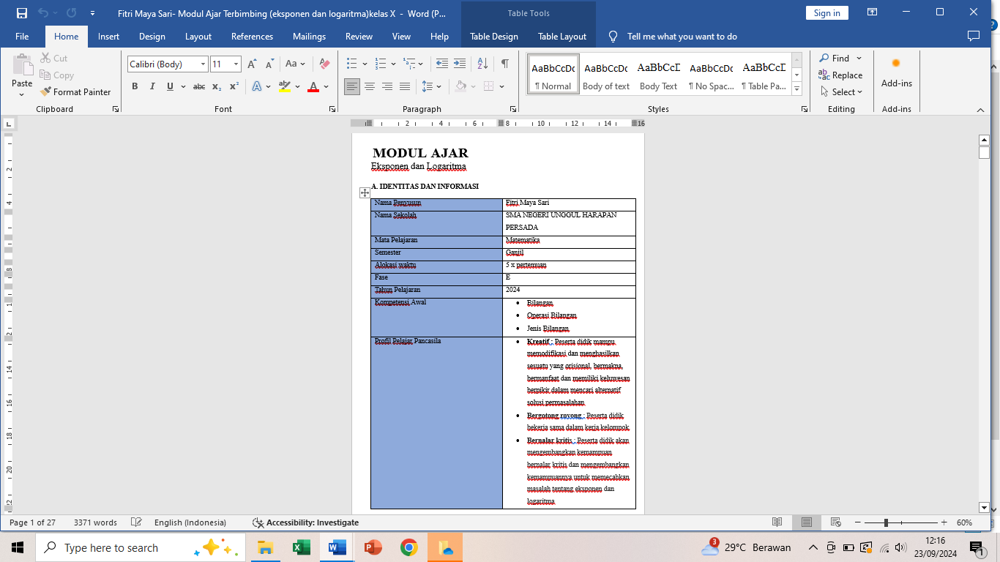 Fitri Maya Sari- Modul Ajar Terbimbing (eksponen dan logaritma)kelas X - Word (P...
Table Tools
Sign in
File Home Insert Design Layout References Mailings Review View Help Table Design Table Layout Tell me what you want to do
Paste
Cut
Copy
Format Painter
Clipboard
Calibri (Body) 11
Font
Paragraph
AaBbCcDc AaBbCcDc AaBbCcD AaBbCcDc AaBbCcD
¶ Normal Body of text Body Text ¶ No Spac... ¶ Table Pa...
Styles
Find
Replace
Select
Editing
Add-ins
Add-ins
2 4 6 8 10 12 14 16
MODUL AJAR
Eksponen dan Logaritma
A. IDENTITAS DAN INFORMASI
Nama Penyusun Fitri Maya Sari
Nama Sekolah SMA NEGERI UNGGUL HARAPAN
PERSADA
Mata Pelajaran Matematika
Semester Ganjil
Alokasi waktu 5 x pertemuan
Fase E
Tahun Pelajaran 2024
Kompetensi Awal • Bilangan
• Operasi Bilangan
• Jenis Bilangan
Profil Pelajar Pancasila • Kreatif : Peserta didik mampu
memodifikasi dan menghasilkan
sesuatu yang orisional, bermakna,
bermanfaat dan memiliki keluwesan
berpikir dalam mencari alternatif
solusi permasalahan
• Bergotong royong : Peserta didik
bekerja sama dalam kerja kelompok
• Bernalar kritis : Peserta didik akan
mengembangkan kemampuan
bernalar kritis dan mengembangkan
kemampuannya untuk memecahkan
masalah tentang eksponen dan
logaritma
Page 1 of 27 3371 words English (Indonesia) Accessibility: Investigate 60%
Type here to search
3 29°C Berawan
12:16
23/09/2024
1